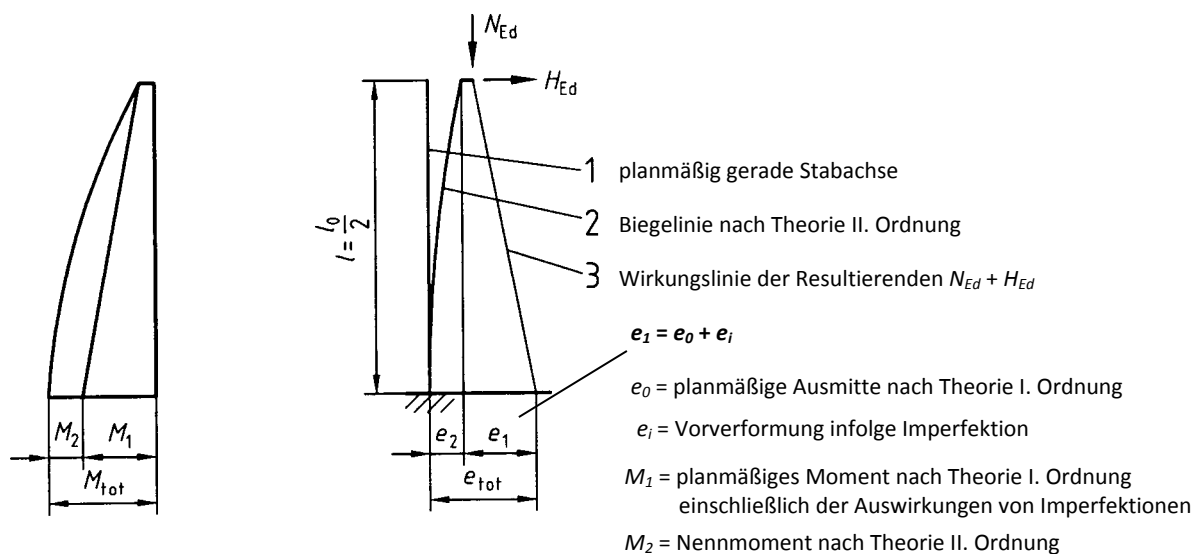 N_Ed
H_Ed
l = l_0/2
1 planmäßig gerade Stabachse
2 Biegelinie nach Theorie II. Ordnung
3 Wirkungslinie der Resultierenden N_Ed + H_Ed
e_1 = e_0 + e_i
e_0 = planmäßige Ausmitte nach Theorie I. Ordnung
e_i = Vorverformung infolge Imperfektion
M_2 M_1
e_2 e_1
M_tot
e_tot
M_1 = planmäßiges Moment nach Theorie I. Ordnung
einschließlich der Auswirkungen von Imperfektionen
M_2 = Nennmoment nach Theorie II. Ordnung